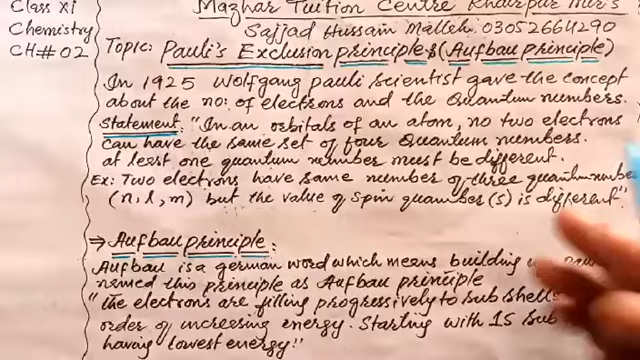 Class XI
Chemistry
CH# 02
Mazhar Tuition Centre Khairpur Mir's
Sajjad Hussain Malleh. 03052664290
Topic: Pauli's Exclusion principle & (Aufbau principle)
In 1925 Wolfgang pauli scientist gave the concept
about the no: of electrons and the Quantum numbers.
Statement: "In an orbitals of an atom, no two electrons
can have the same set of four Quantum numbers.
at least one quantum number must be different.
Ex: Two electrons have same number of three quantum number
(n, l, m) but the value of spin quamber (s) is different"
⇒ Aufbau principle:
Aufbau is a german word which means building
named this principle as Aufbau principle
"The electrons are filling progressively to sub shells
order of increasing energy. Starting with 1S sub
having lowest energy"